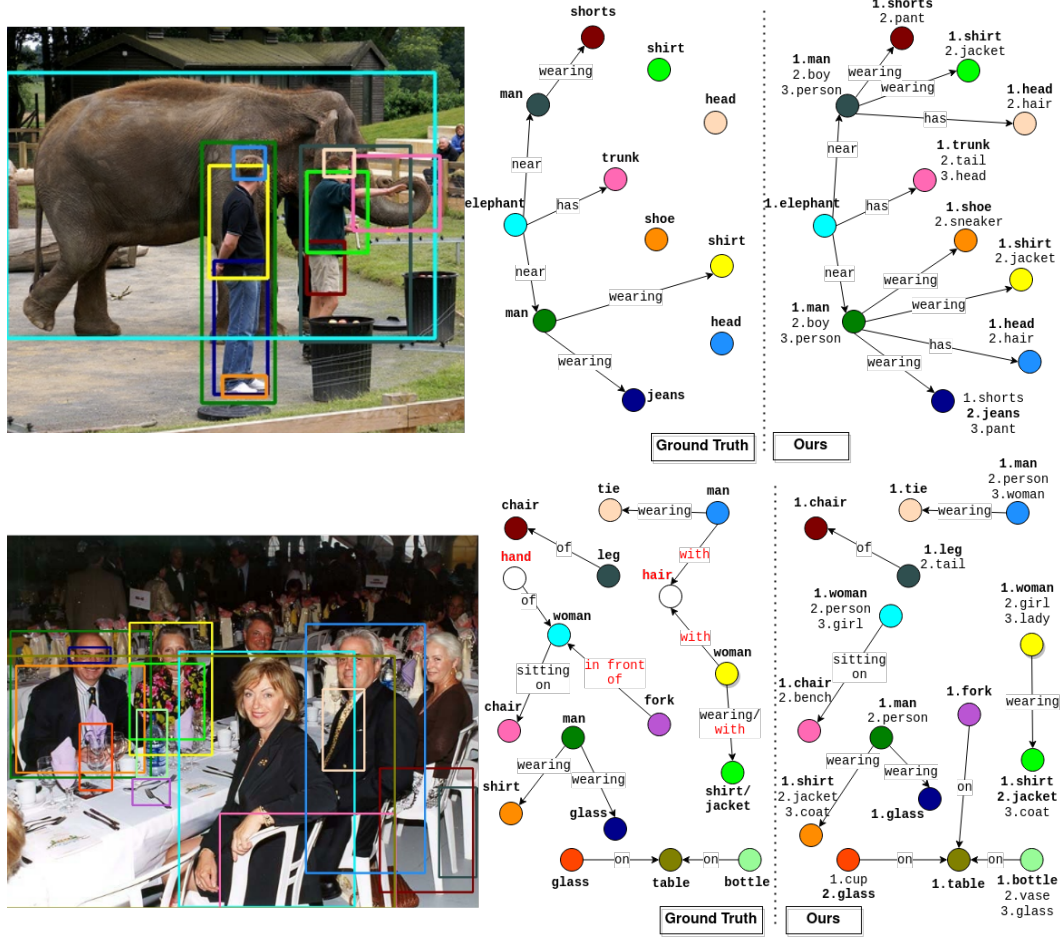 shorts
shirt
wearing
man
head
near
trunk
elephant
has
shoe
shirt
near
wearing
man
head
wearing
jeans
Ground Truth
1.shorts
2.pant
1.shirt
2.jacket
1.man
2.boy
3.person
wearing
wearing
1.head
2.hair
has
near
1.trunk
2.tail
3.head
1.elephant
has
1.shoe
2.sneaker
1.shirt
2.jacket
near
wearing
wearing
1.man
2.boy
3.person
1.head
2.hair
has
wearing
1.shorts
2.jeans
3.pant
Ours
tie
man
chair
wearing
of
leg
hand
with
hair
of
woman
with
woman
sitting
on
in front
of
chair
man
fork
wearing/
with
wearing
wearing
shirt
glass
shirt/
jacket
on
on
glass
table
bottle
Ground Truth
1.man
2.person
3.woman
1.tie
1.chair
wearing
of
1.leg
2.tail
1.woman
2.person
3.girl
1.woman
2.girl
3.lady
sitting
on
1.chair
2.bench
1.man
2.person
1.fork
wearing
wearing
wearing
1.shirt
2.jacket
3.coat
1.glass
on
1.shirt
2.jacket
3.coat
on
on
1.cup
2.glass
1.table
1.bottle
2.vase
3.glass
Ours